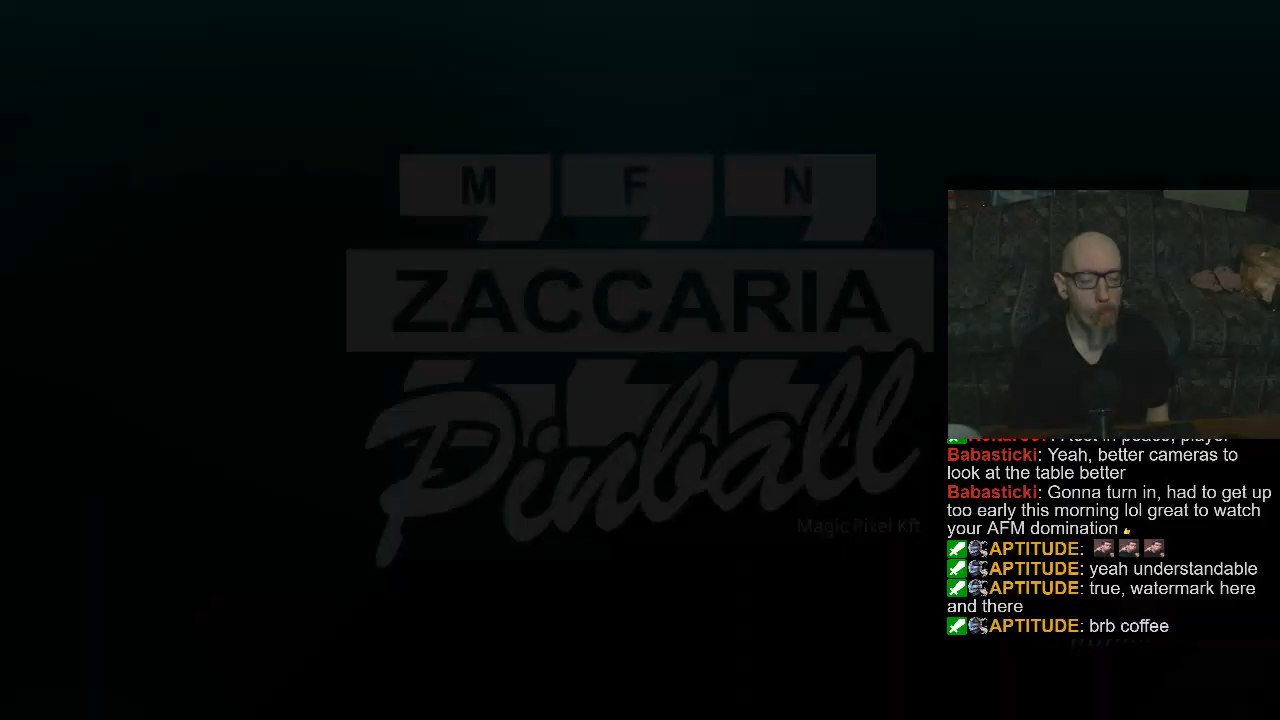 M F N
ZACCARIA
Pinball
Magic Pixel Kft
Babasticki: Yeah, better cameras to
look at the table better
Babasticki: Gonna turn in, had to get up
too early this morning lol great to watch
your AFM domination
APTITUDE:
APTITUDE: yeah understandable
APTITUDE: true, watermark here
and there
APTITUDE: brb coffee